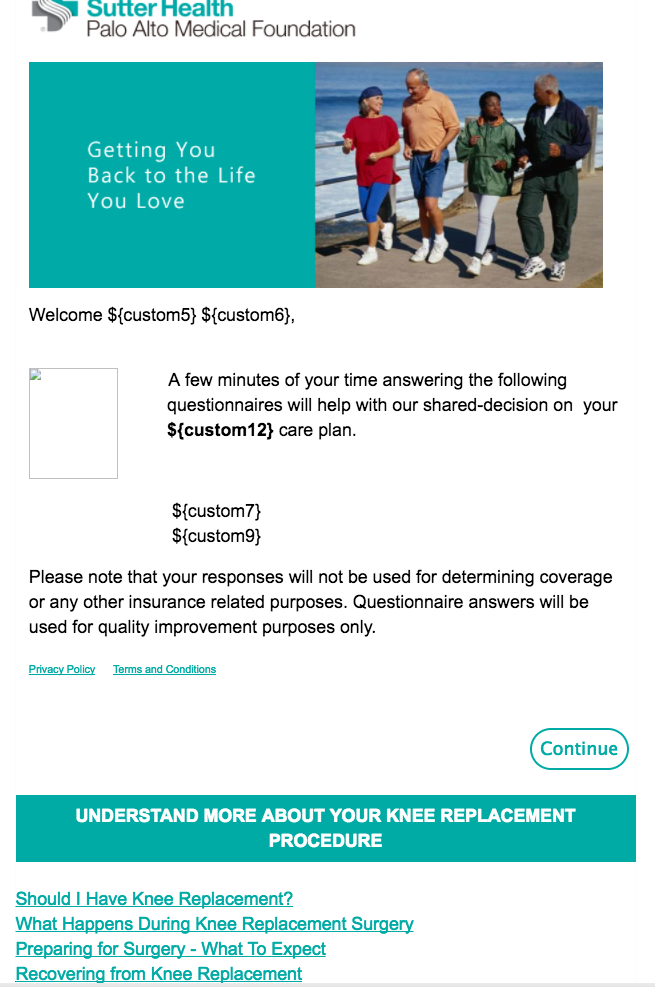 Sutter Health
Palo Alto Medical Foundation
Getting You
Back to the Life
You Love
Welcome ${custom5} ${custom6},
A few minutes of your time answering the following
questionnaires will help with our shared-decision on  your
${custom12} care plan.
${custom7}
${custom9}
Please note that your responses will not be used for determining coverage
or any other insurance related purposes. Questionnaire answers will be
used for quality improvement purposes only.
Privacy Policy Terms and Conditions
Continue
UNDERSTAND MORE ABOUT YOUR KNEE REPLACEMENT
PROCEDURE
Should I Have Knee Replacement?
What Happens During Knee Replacement Surgery
Preparing for Surgery - What To Expect
Recovering from Knee Replacement